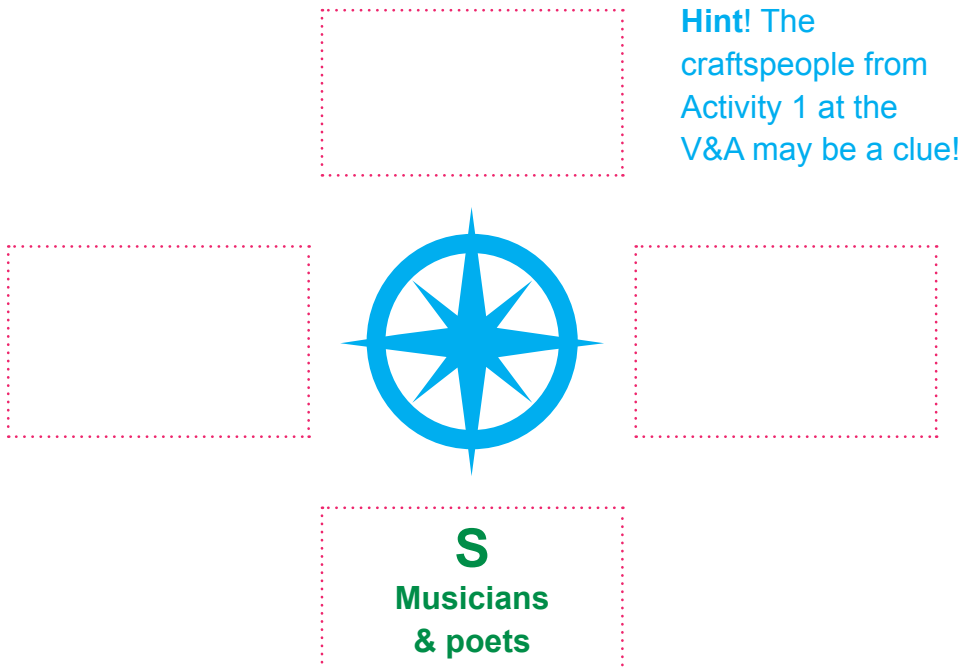 Hint! The
craftspeople from
Activity 1 at the
V&A may be a clue!
S
Musicians
& poets